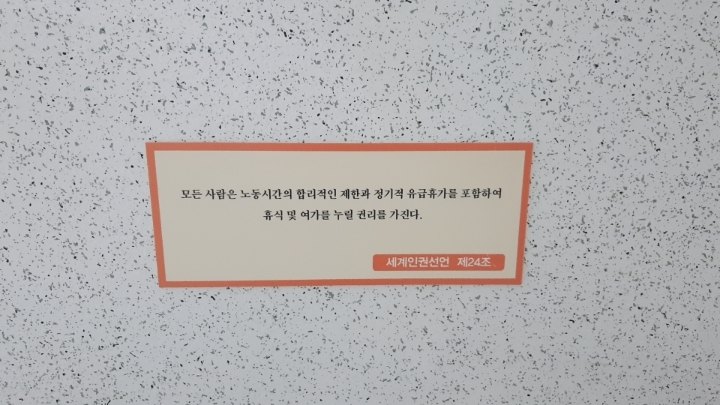 모든 사람은 노동시간의 합리적인 제한과 정기적 유급휴가를 포함하여
휴식 및 여가를 누릴 권리를 가진다.
세계인권선언 제24조